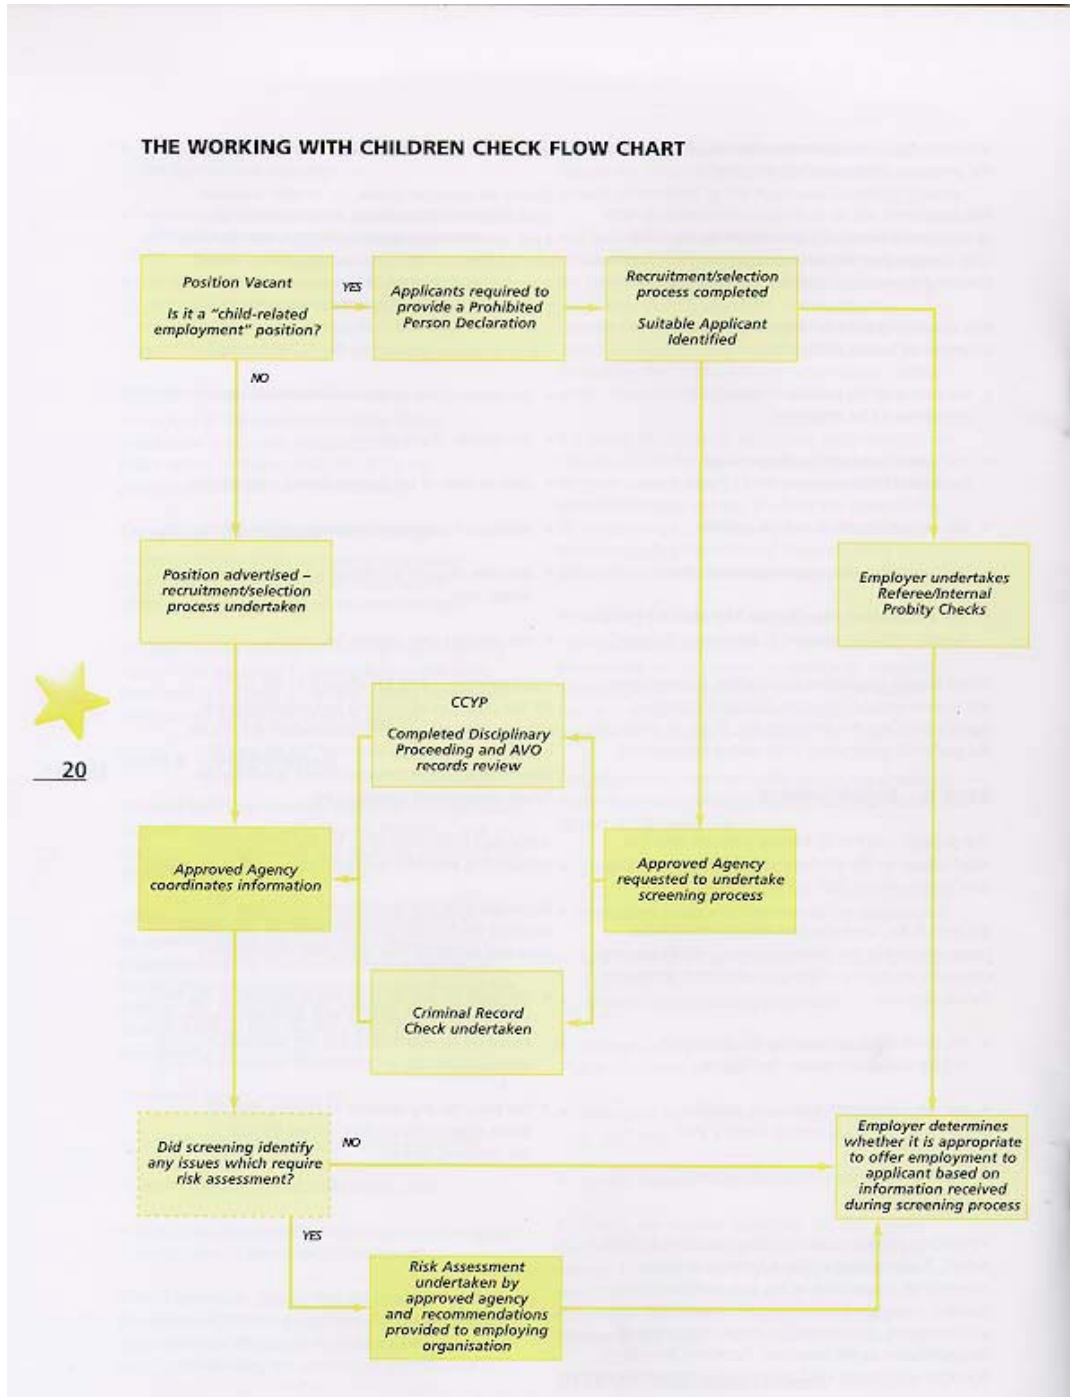 THE WORKING WITH CHILDREN CHECK FLOW CHART
Position Vacant
Is it a “child-related
employment” position?
YES
Applicants required to
provide a Prohibited
Person Declaration
Recruitment/selection
process completed
Suitable Applicant
Identified
NO
Position advertised –
recruitment/selection
process undertaken
Employer undertakes
Referee/Internal
Probity Checks
CCYP
Completed Disciplinary
Proceeding and AVO
records review
20
Approved Agency
coordinates information
Approved Agency
requested to undertake
screening process
Criminal Record
Check undertaken
Did screening identify
any issues which require
risk assessment?
NO
Employer determines
whether it is appropriate
to offer employment to
applicant based on
information received
during screening process
YES
Risk Assessment
undertaken by
approved agency
and recommendations
provided to employing
organisation